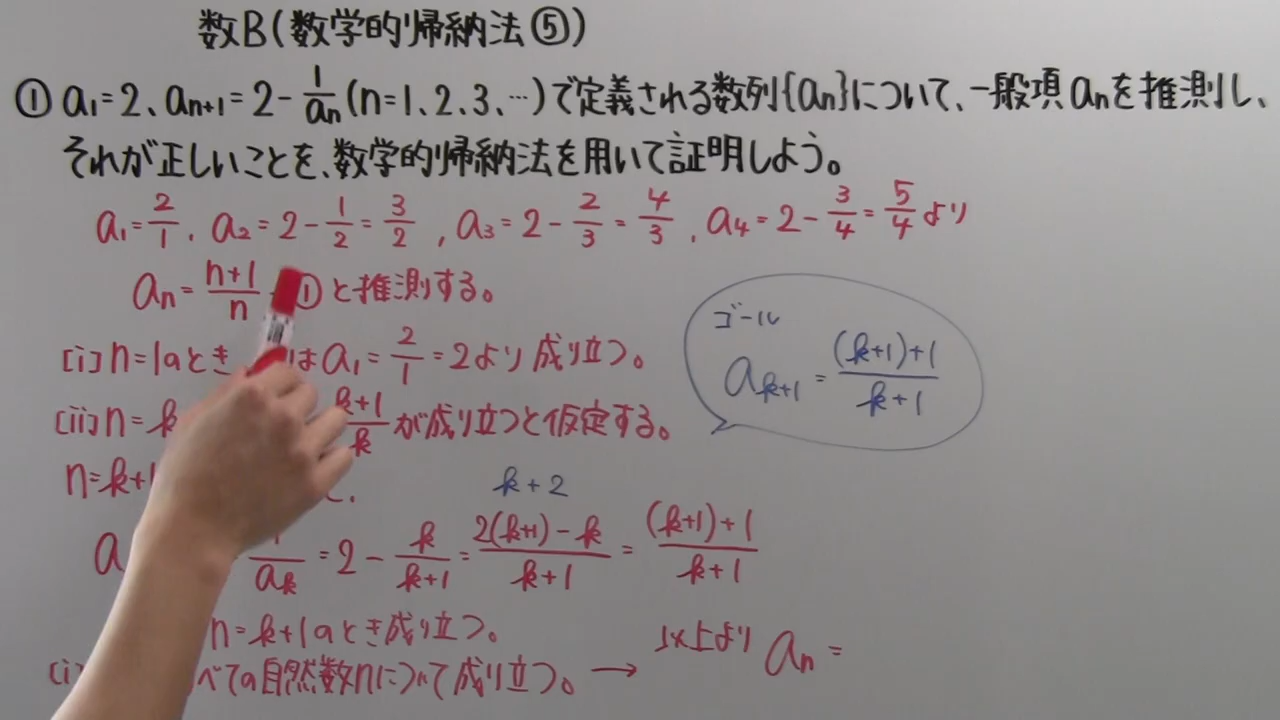 数B(数学的帰納法⑤)
① a₁=2、aₙ₊₁=2-1/aₙ(n=1、2、3、…)で定義される数列{aₙ}について、一般項aₙを推測し、
それが正しいことを、数学的帰納法を用いて証明しよう。
a₁=2/1, a₂=2-1/2=3/2, a₃=2-2/3=4/3, a₄=2-3/4=5/4より
aₙ=(n+1)/n ①と推測する。
[i]n=1のとき はa₁=2/1=2より成り立つ。
[ii]n=k (k+1)/kが成り立つと仮定する。
n=k+1 て、
a 1/aₖ=2-k/(k+1)=(2(k+1)-k)/(k+1)=((k+1)+1)/(k+1)
k+2
n=k+1のとき成り立つ。
[i] べての自然数nについて成り立つ。→ 以上より aₙ=
ゴール
aₖ₊₁=((k+1)+1)/(k+1)